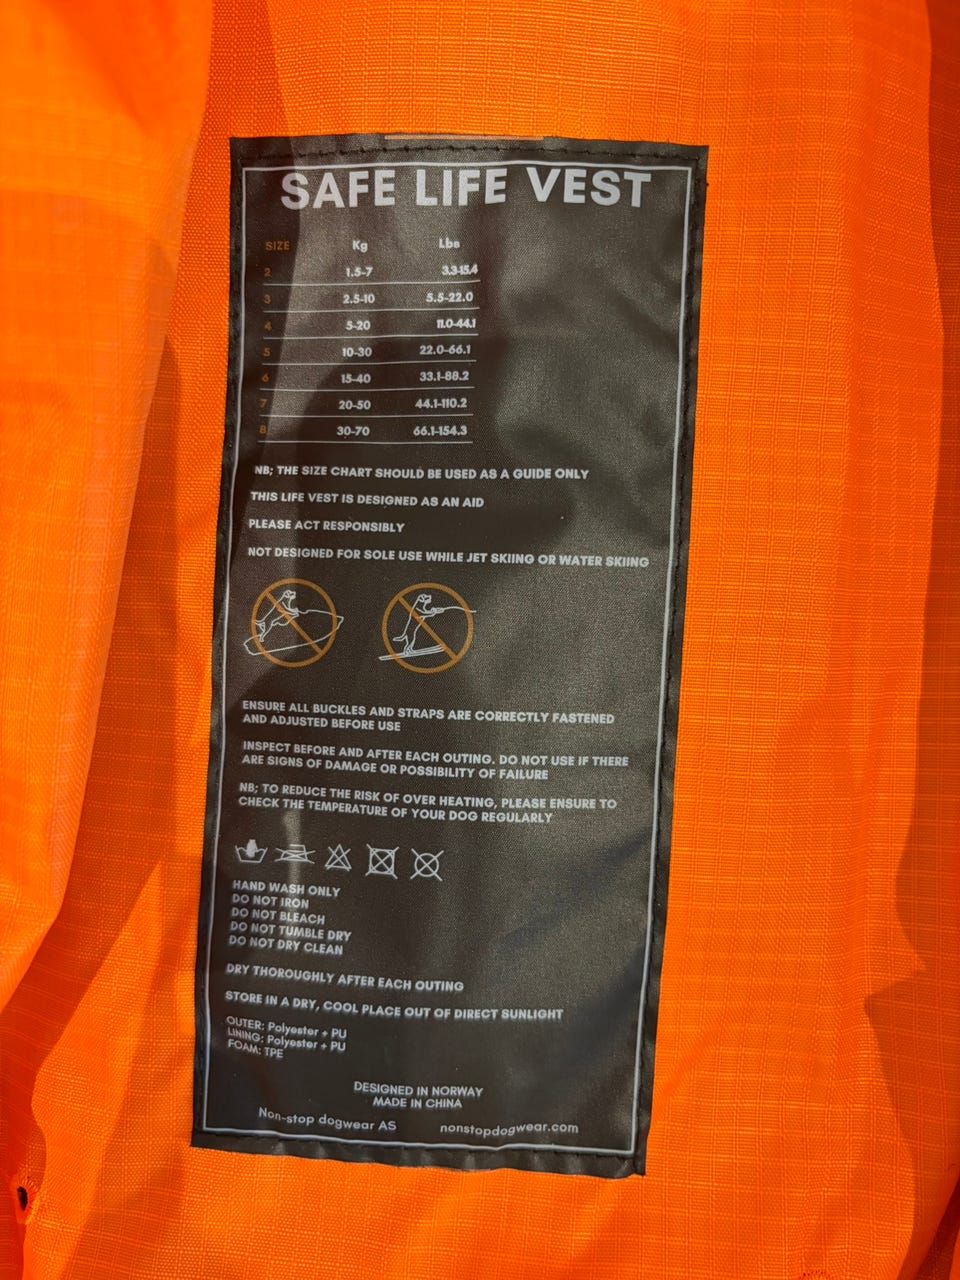 SAFE LIFE VEST
SIZE Kg Lbs
2 1.5-7 3.3-15.4
3 2.5-10 5.5-22.0
4 5-20 11.0-44.1
5 10-30 22.0-66.1
6 15-40 33.1-88.2
7 20-50 44.1-110.2
8 30-70 66.1-154.3
NB; THE SIZE CHART SHOULD BE USED AS A GUIDE ONLY
THIS LIFE VEST IS DESIGNED AS AN AID
PLEASE ACT RESPONSIBLY
NOT DESIGNED FOR SOLE USE WHILE JET SKIING OR WATER SKIING
ENSURE ALL BUCKLES AND STRAPS ARE CORRECTLY FASTENED
AND ADJUSTED BEFORE USE
INSPECT BEFORE AND AFTER EACH OUTING. DO NOT USE IF THERE
ARE SIGNS OF DAMAGE OR POSSIBILITY OF FAILURE
NB; TO REDUCE THE RISK OF OVER HEATING, PLEASE ENSURE TO
CHECK THE TEMPERATURE OF YOUR DOG REGULARLY
HAND WASH ONLY
DO NOT IRON
DO NOT BLEACH
DO NOT TUMBLE DRY
DO NOT DRY CLEAN
DRY THOROUGHLY AFTER EACH OUTING
STORE IN A DRY, COOL PLACE OUT OF DIRECT SUNLIGHT
OUTER: Polyester + PU
LINING: Polyester + PU
FOAM: TPE
DESIGNED IN NORWAY
MADE IN CHINA
Non-stop dogwear AS nonstopdogwear.com